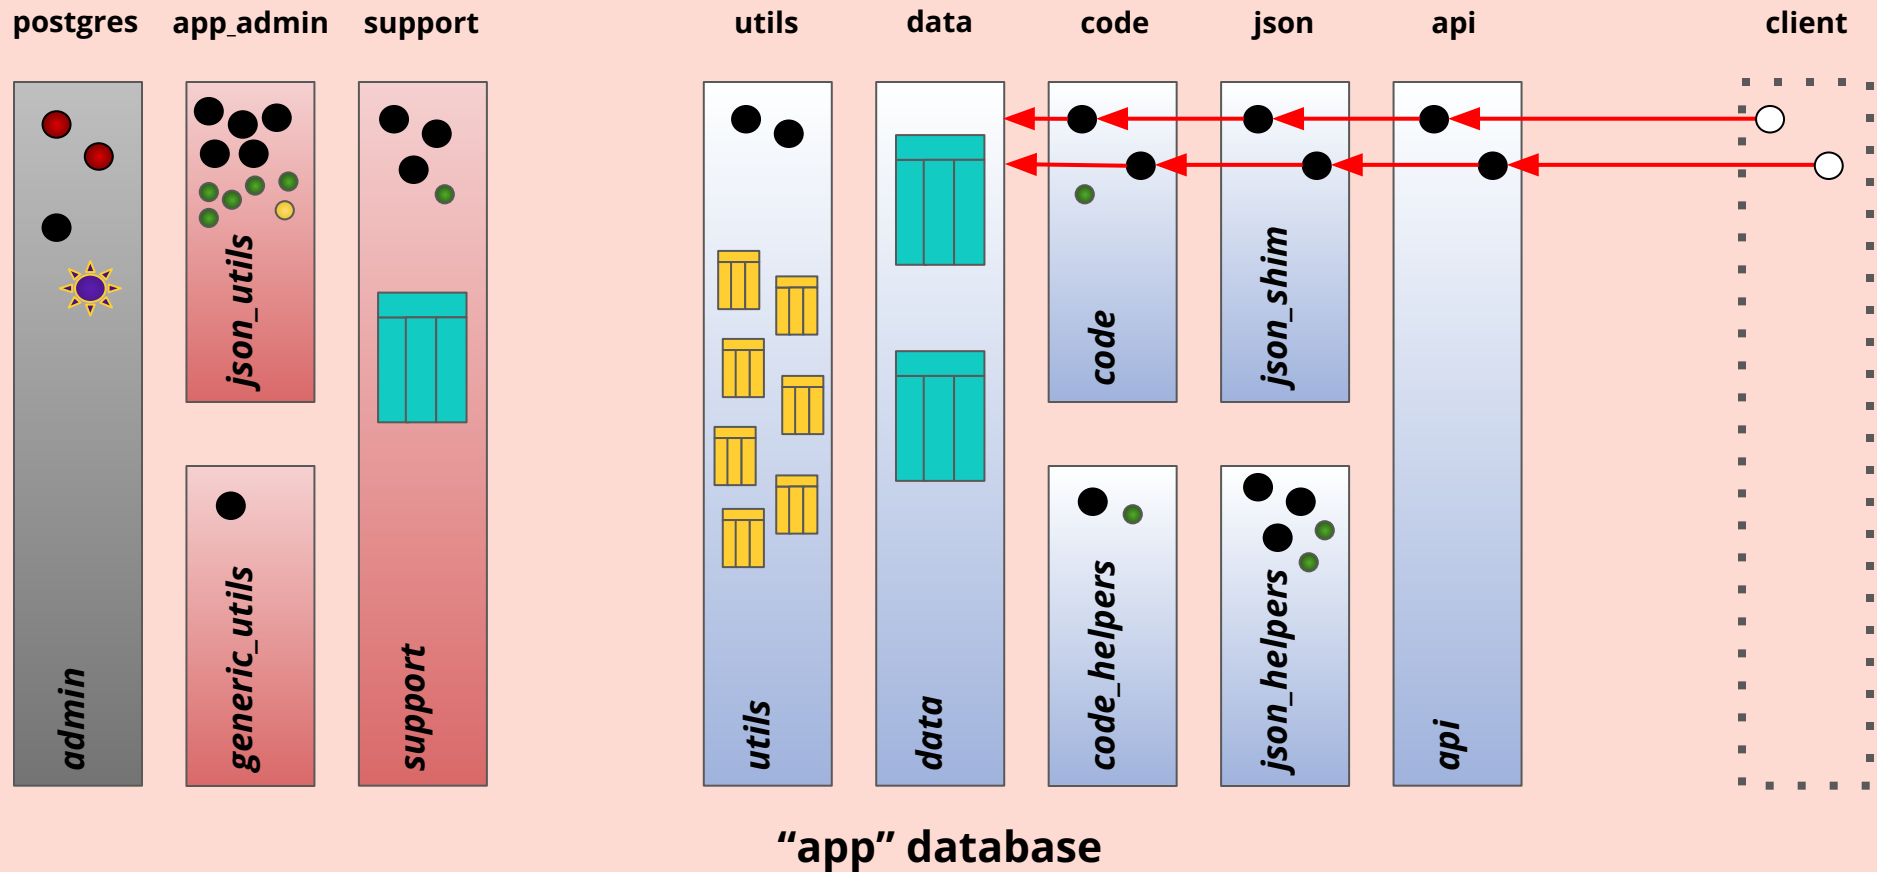 postgres app_admin support utils data code json api client
json_utils
code
json_shim
admin
generic_utils
support
utils
data
code_helpers
json_helpers
api
“app” database